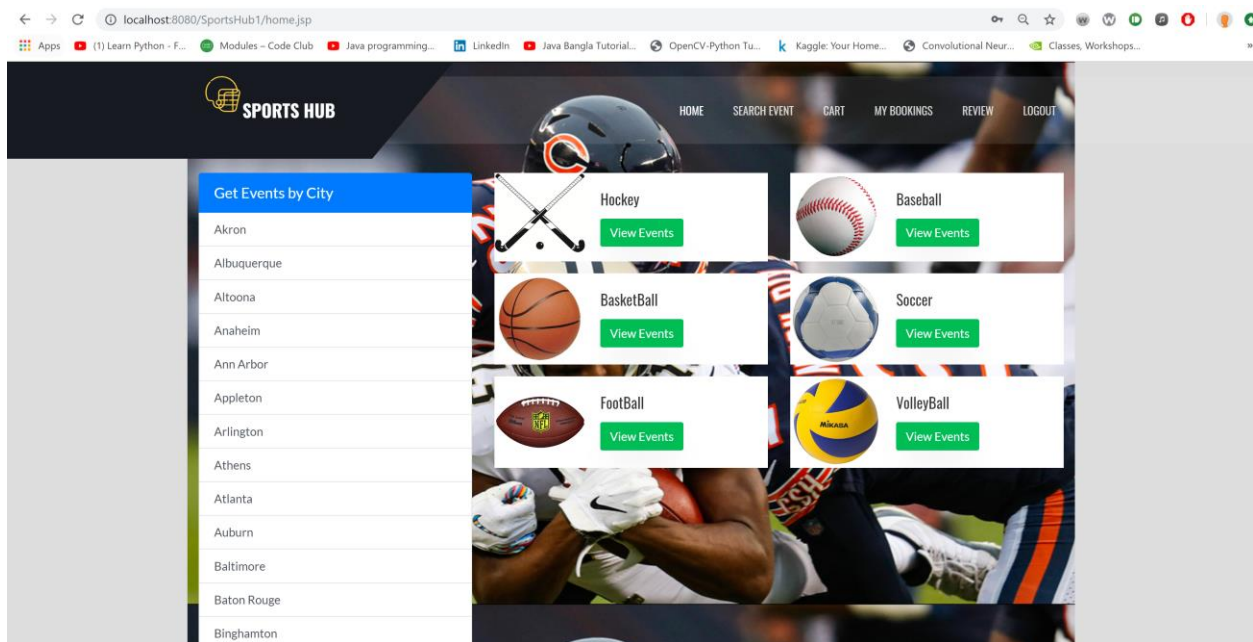 localhost:8080/SportsHub1/home.jsp
Apps (1) Learn Python - F... Modules – Code Club Java programming... LinkedIn Java Bangla Tutorial... OpenCV-Python Tu... Kaggle: Your Home... Convolutional Neur... Classes, Workshops...
SPORTS HUB
HOME SEARCH EVENT CART MY BOOKINGS REVIEW LOGOUT
Get Events by City
Akron
Albuquerque
Altoona
Anaheim
Ann Arbor
Appleton
Arlington
Athens
Atlanta
Auburn
Baltimore
Baton Rouge
Binghamton
Hockey
View Events
Baseball
View Events
BasketBall
View Events
Soccer
View Events
FootBall
View Events
NFL
VolleyBall
View Events
MIKASA